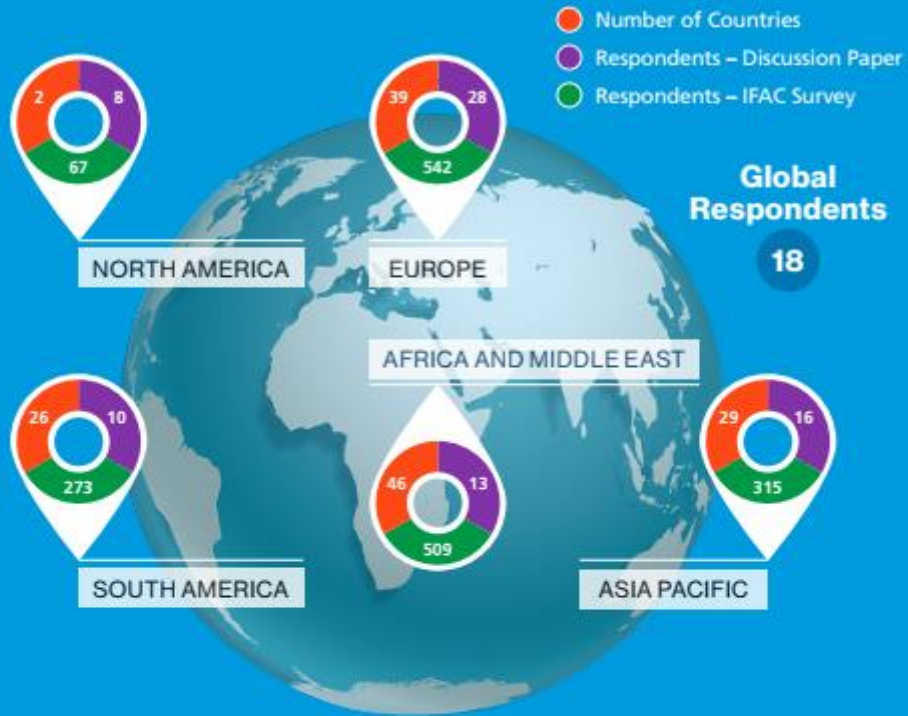 Number of Countries
Respondents – Discussion Paper
Respondents – IFAC Survey
Global
Respondents
18
2 8
67
NORTH AMERICA
39 28
542
EUROPE
AFRICA AND MIDDLE EAST
46 13
509
26 10
273
SOUTH AMERICA
29 16
315
ASIA PACIFIC